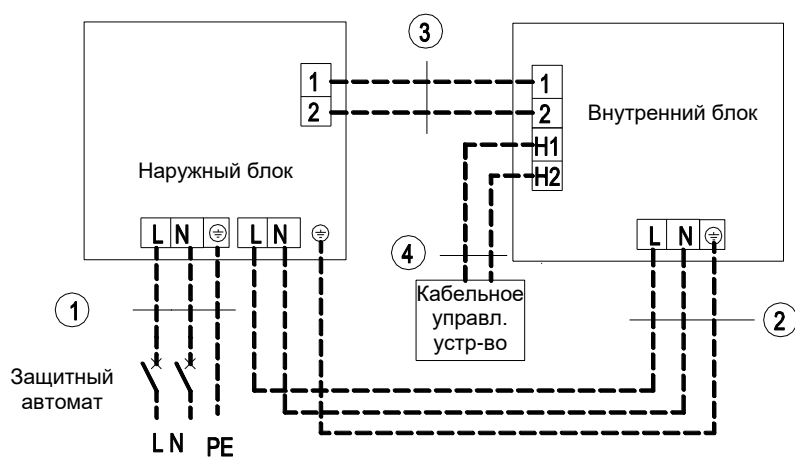 3
1
2
1
2
H1
H2
Внутренний блок
Наружный блок
L N
L N
L N
4
1
2
Кабельное
управл.
устр-во
Защитный
автомат
L N PE